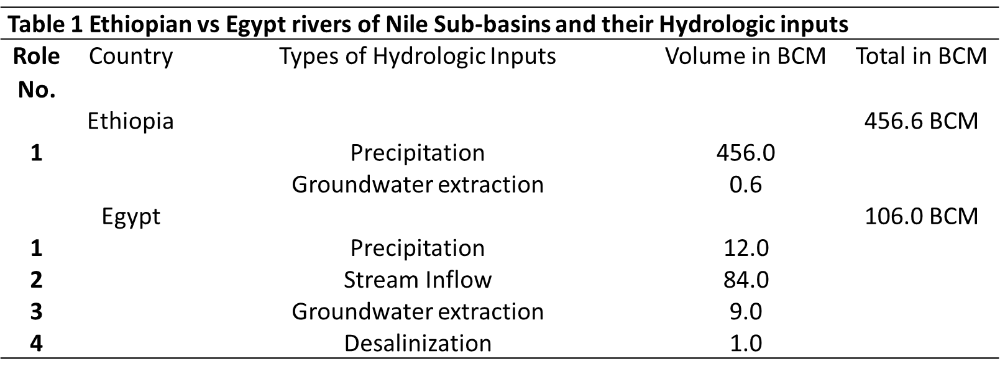 Table 1 Ethiopian vs Egypt rivers of Nile Sub-basins and their Hydrologic inputs
Role No. Country Types of Hydrologic Inputs Volume in BCM Total in BCM
Ethiopia 456.6 BCM
1 Precipitation 456.0
Groundwater extraction 0.6
Egypt 106.0 BCM
1 Precipitation 12.0
2 Stream Inflow 84.0
3 Groundwater extraction 9.0
4 Desalinization 1.0